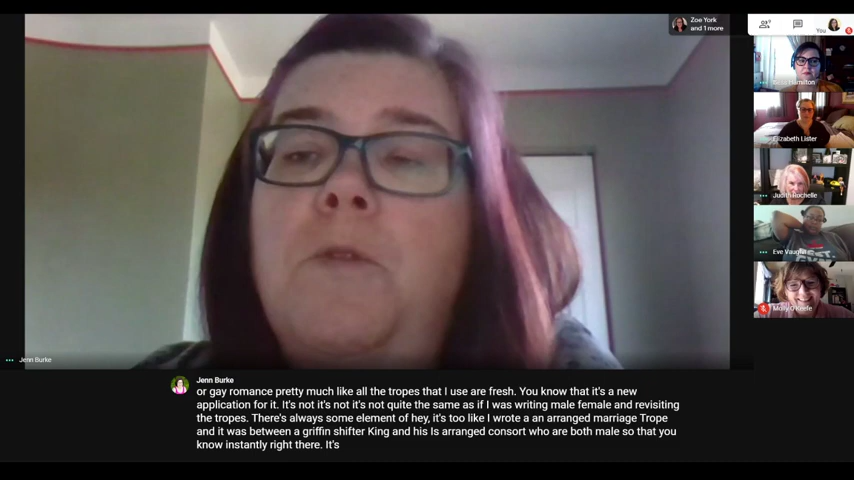 Zoe York
and 1 more
You
Hamilton
Elizabeth Lister
Judith Rochelle
Eve Vaughn
Molly O'Keefe
Jenn Burke
Jenn Burke
or gay romance pretty much like all the tropes that I use are fresh. You know that it's a new
application for it. It's not it's not it's not quite the same as if I was writing male female and revisiting
the tropes. There's always some element of hey, it's too like I wrote a an arranged marriage Trope
and it was between a griffin shifter King and his Is arranged consort who are both male so that you
know instantly right there. It's